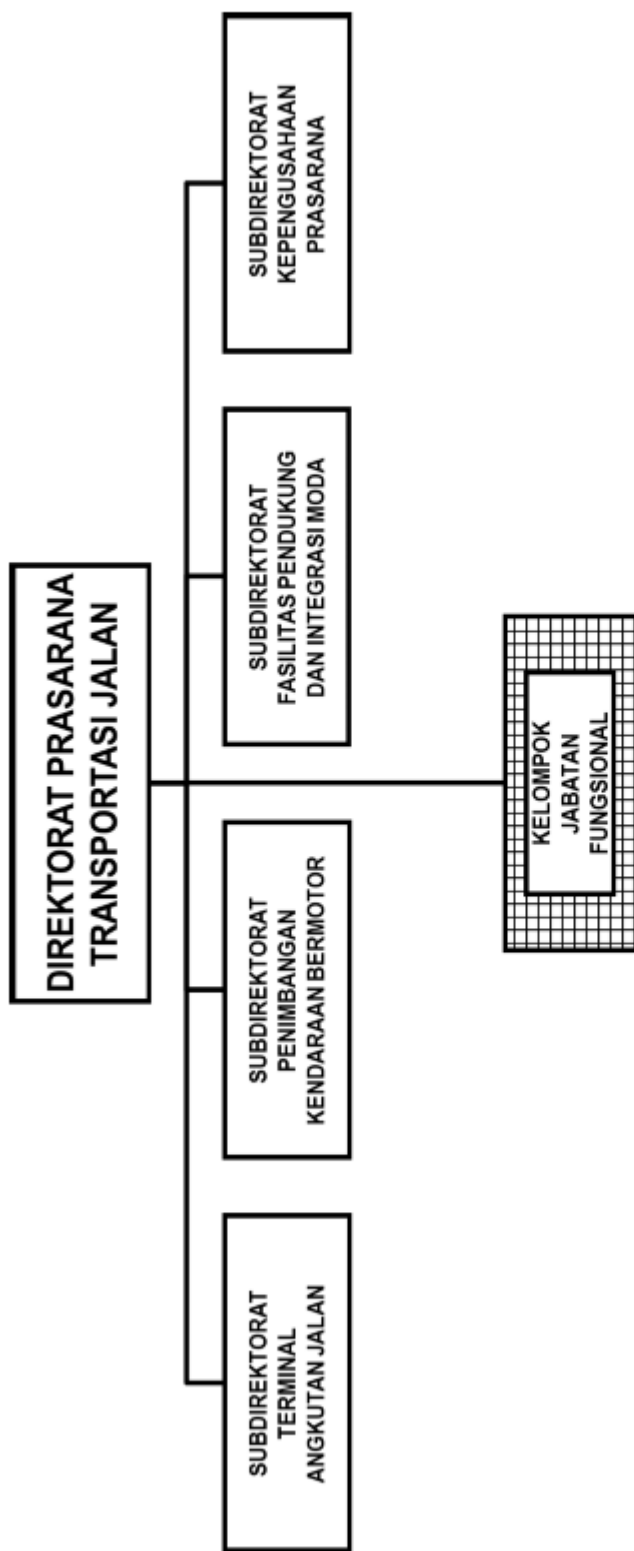 DIREKTORAT PRASARANA
TRANSPORTASI JALAN
SUBDIREKTORAT
TERMINAL
ANGKUTAN JALAN
SUBDIREKTORAT
PENIMBANGAN
KENDARAAN BERMOTOR
SUBDIREKTORAT
FASILITAS PENDUKUNG
DAN INTEGRASI MODA
SUBDIREKTORAT
KEPENGUSAHAAN
PRASARANA
KELOMPOK
JABATAN
FUNGSIONAL